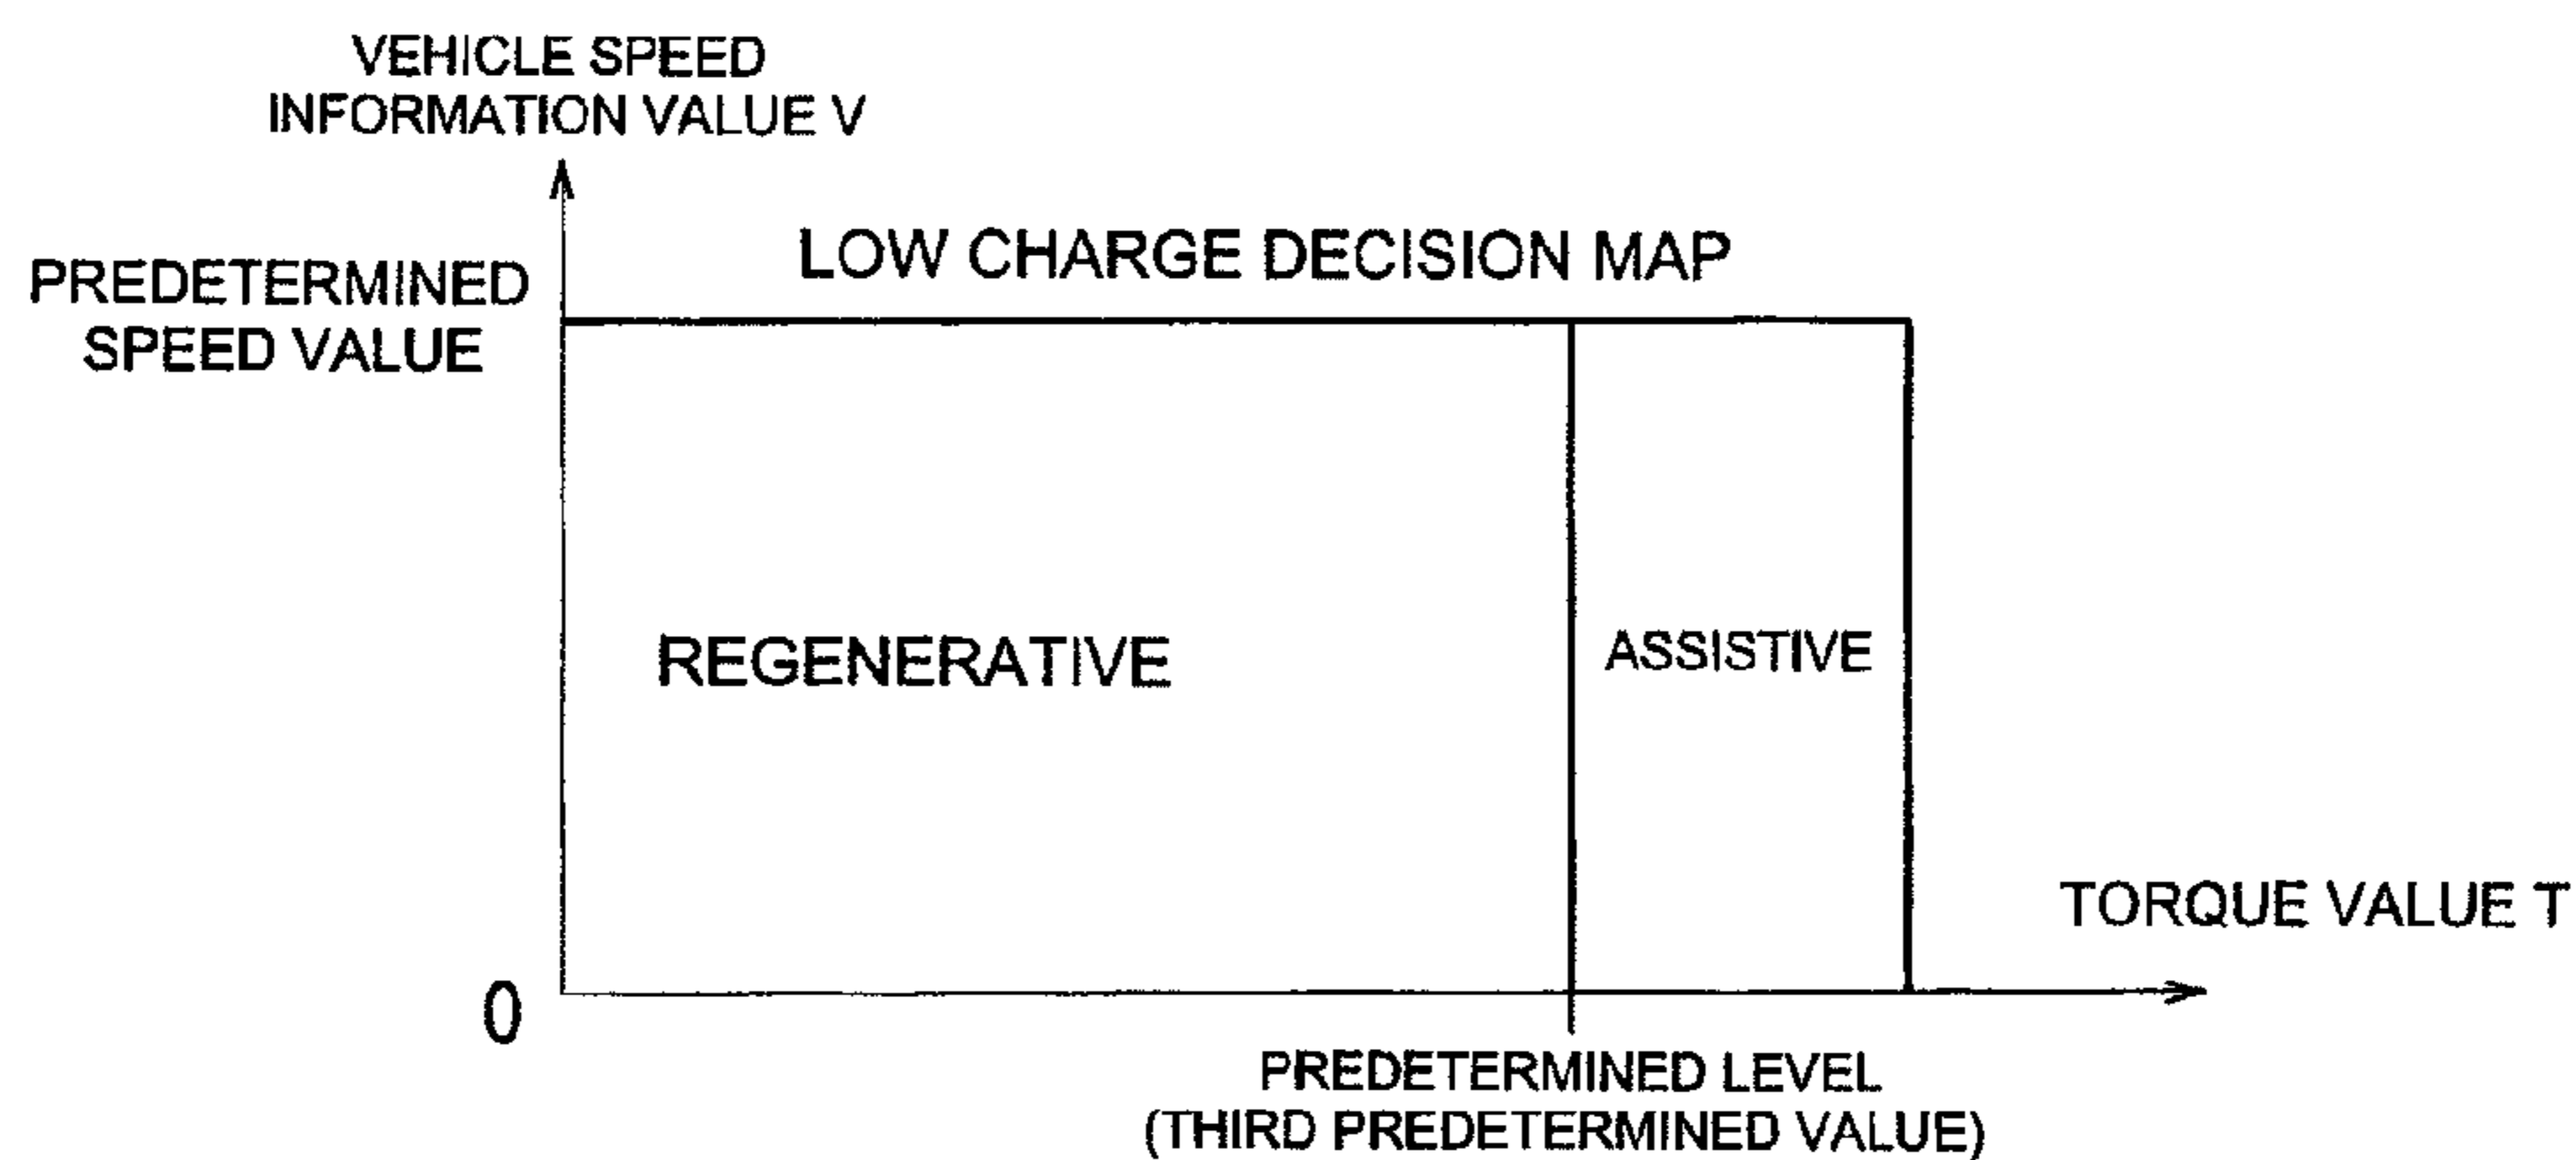 VEHICLE SPEED
INFORMATION VALUE V
LOW CHARGE DECISION MAP
PREDETERMINED
SPEED VALUE
REGENERATIVE
ASSISTIVE
TORQUE VALUE T
0
PREDETERMINED LEVEL
(THIRD PREDETERMINED VALUE)